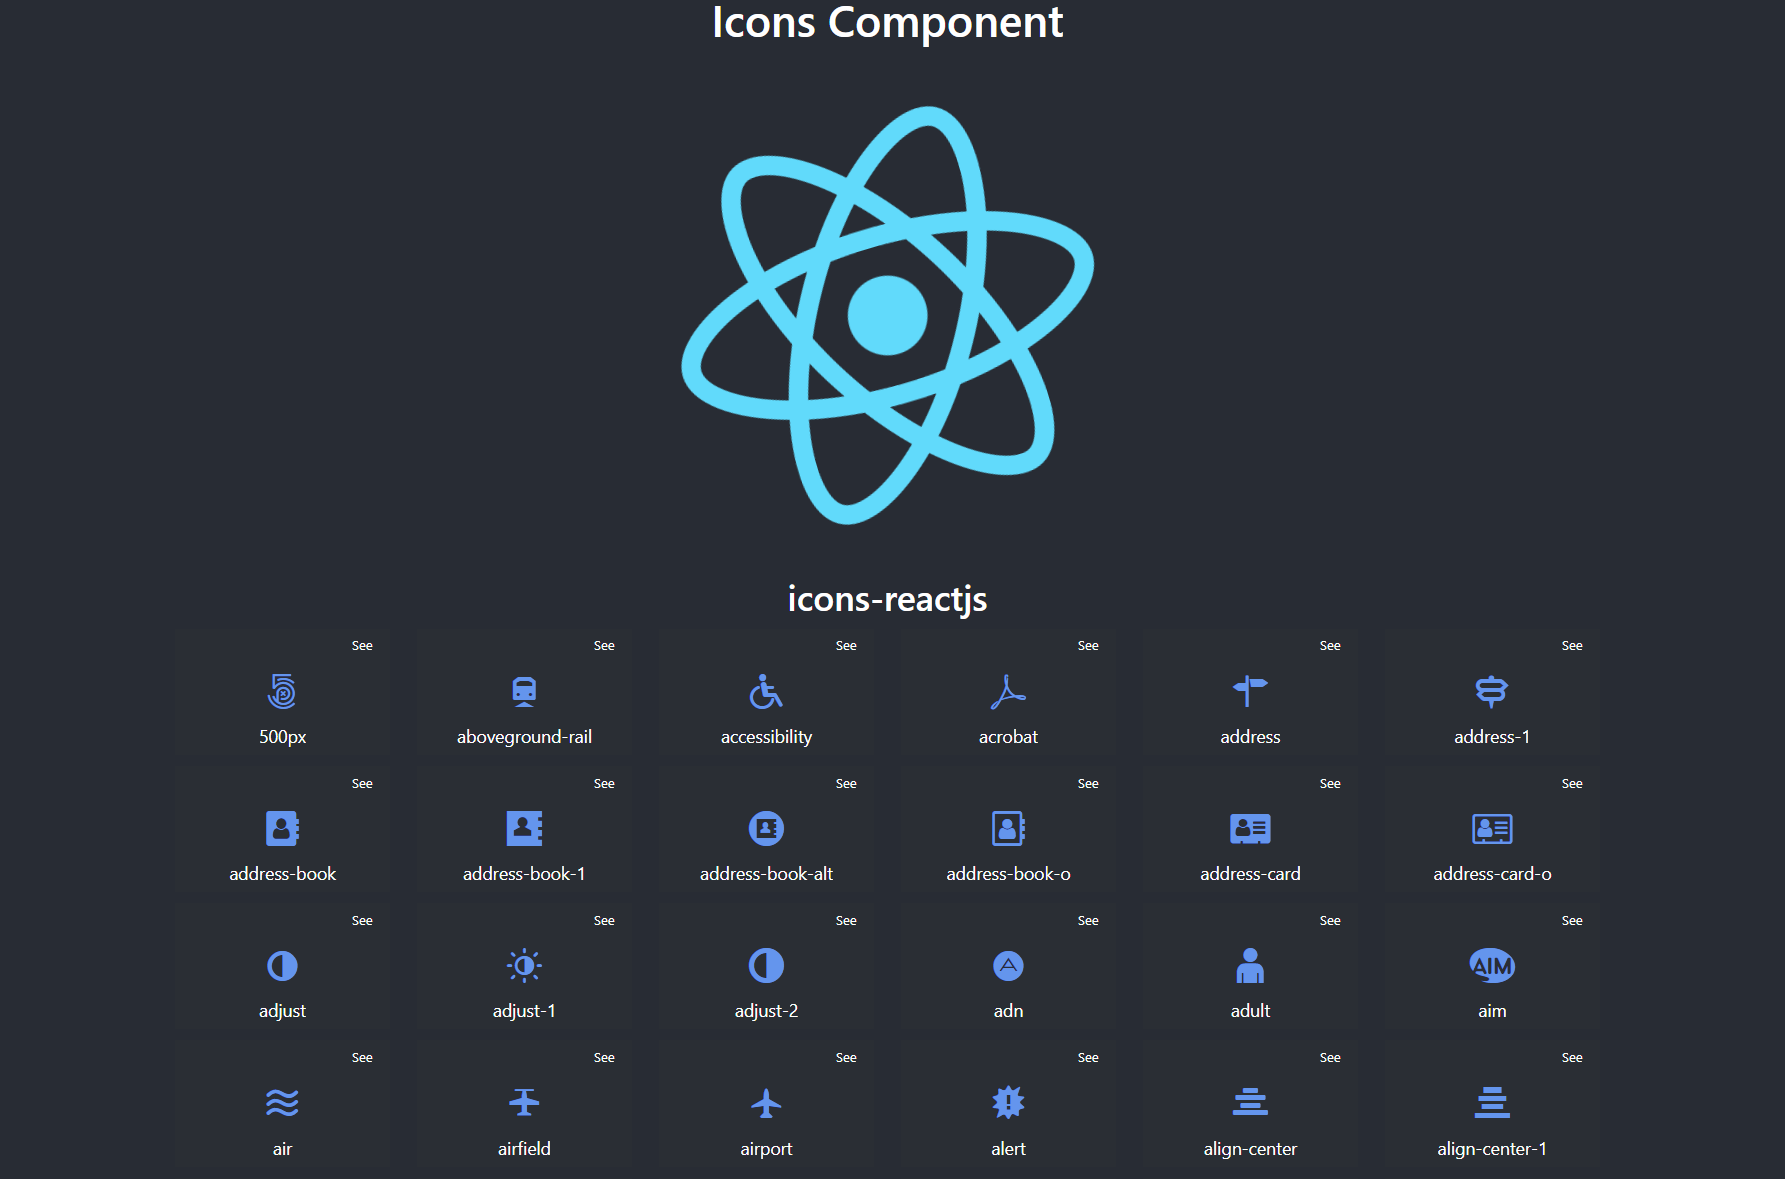 Icons Component
icons-reactjs
See See See See See See
500px aboveground-rail accessibility acrobat address address-1
See See See See See See
address-book address-book-1 address-book-alt address-book-o address-card address-card-o
See See See See See See
AIM
adjust adjust-1 adjust-2 adn adult aim
See See See See See See
air airfield airport alert align-center align-center-1